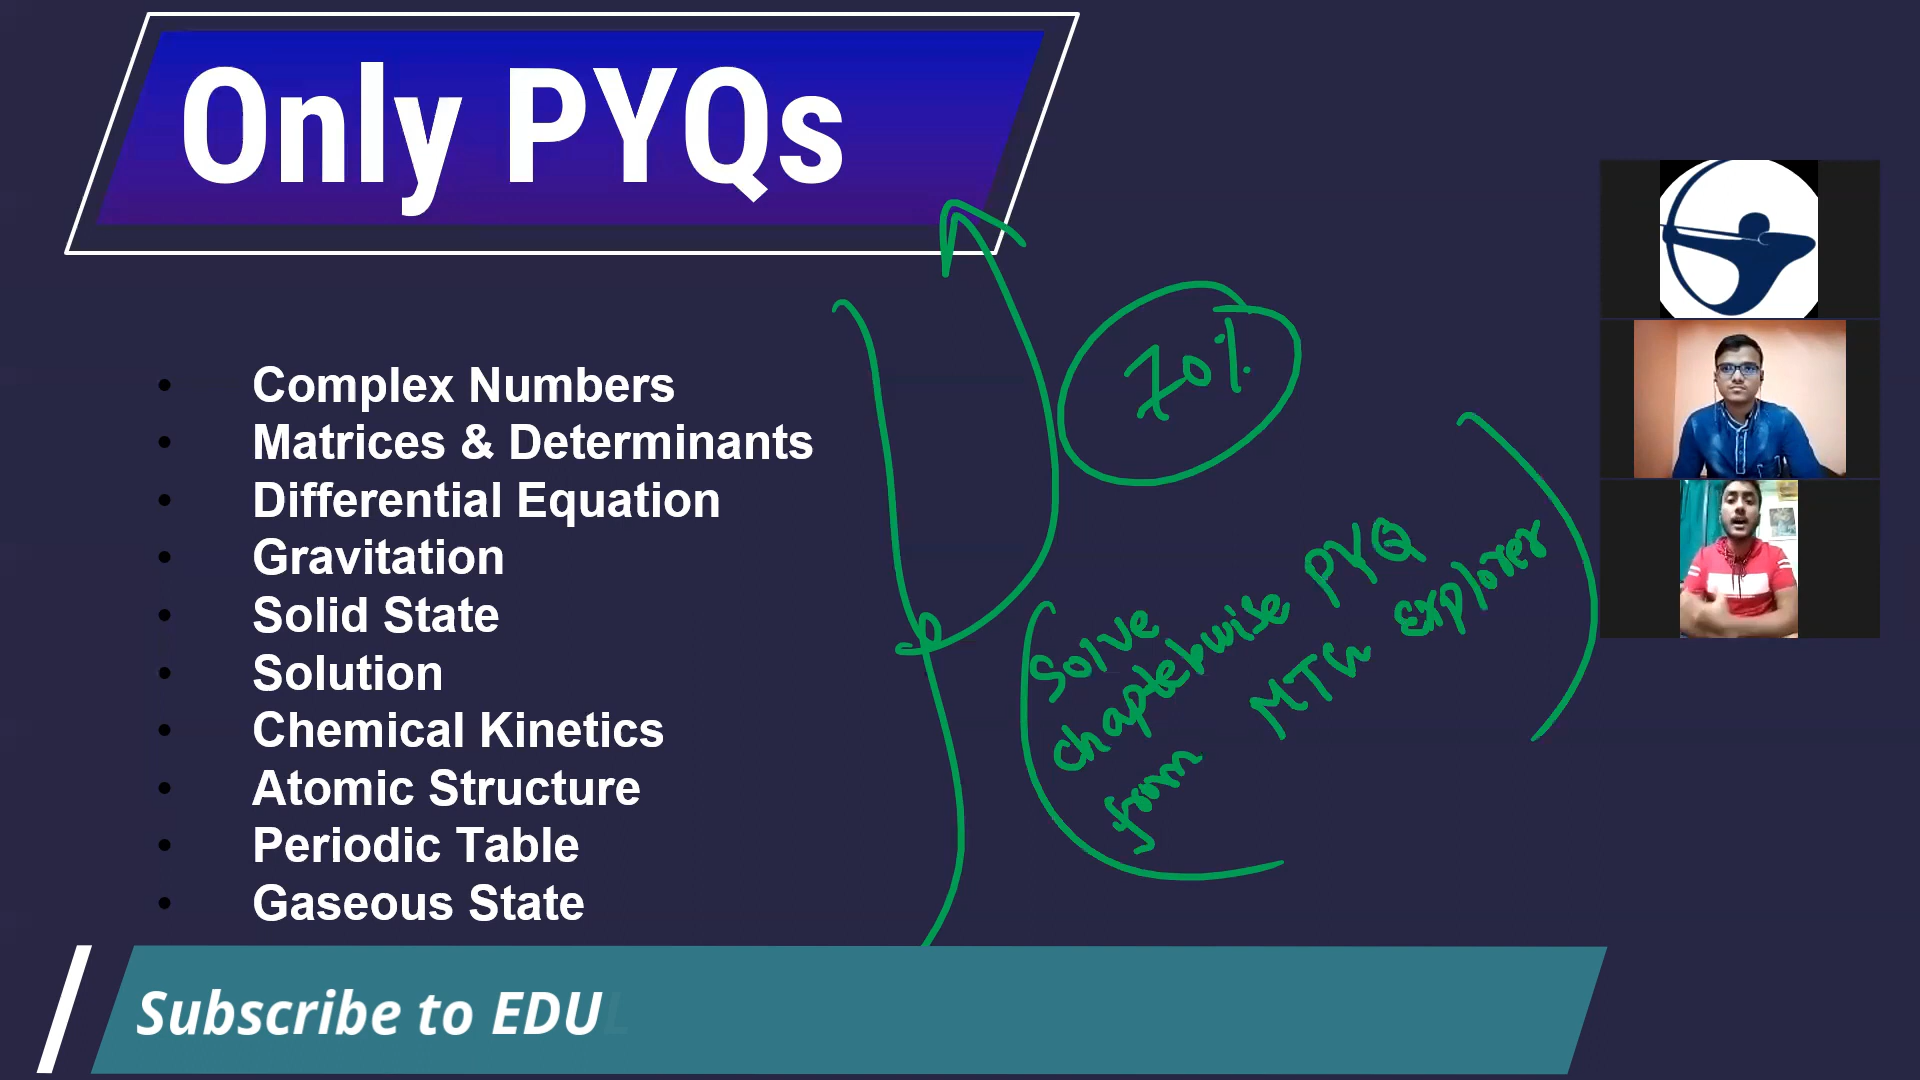 Only PYQs
70%
• Complex Numbers
• Matrices & Determinants
• Differential Equation
• Gravitation
• Solid State
• Solution
• Chemical Kinetics
• Atomic Structure
• Periodic Table
• Gaseous State
Solve
chapterwise PYQ
from MTG Explorer
Subscribe to EDUL